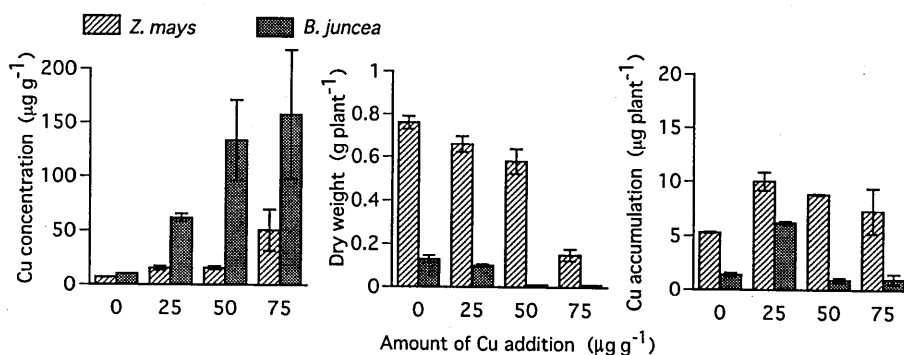 Z. mays
B. juncea
Cu concentration (µg g⁻¹)
200
150
100
50
0
0 25 50 75
Dry weight (g plant⁻¹)
1
0.8
0.6
0.4
0.2
0
0 25 50 75
Cu accumulation (µg plant⁻¹)
20
15
10
5
0
0 25 50 75
Amount of Cu addition (µg g⁻¹)